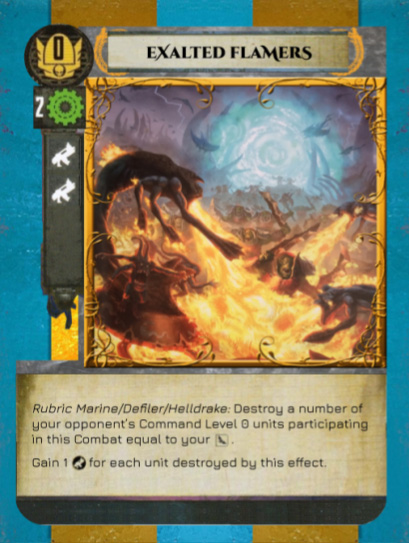 0
EXALTED FLAMERS
2
Rubric Marine/Defiler/Helldrake: Destroy a number of
your opponent's Command Level 0 units participating
in this Combat equal to your .
Gain 1 for each unit destroyed by this effect.